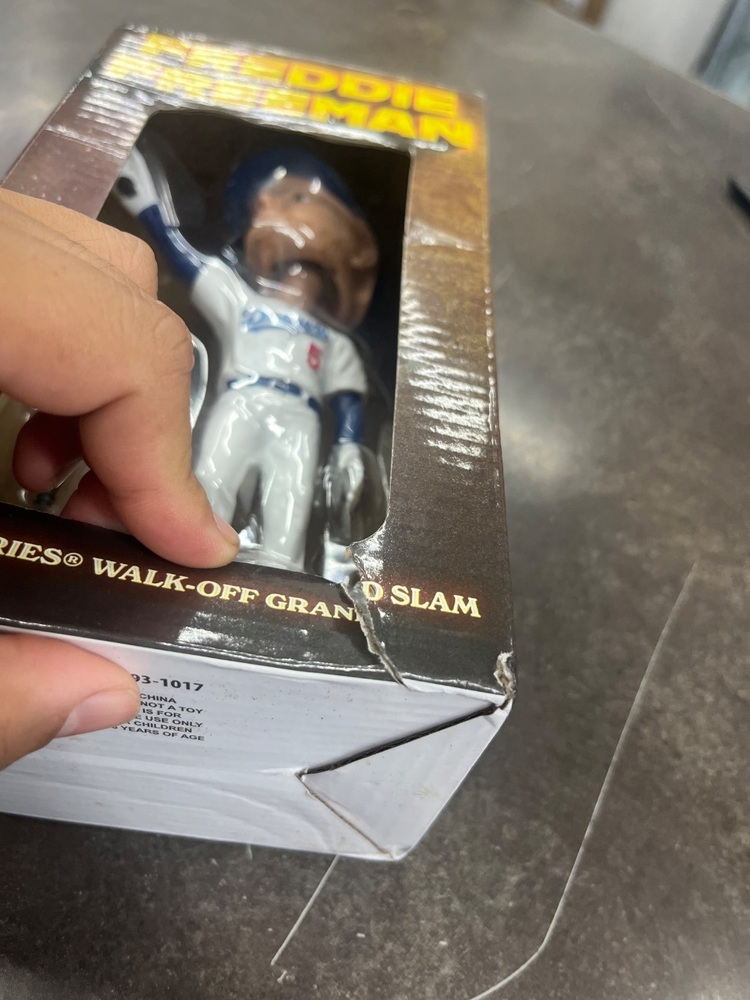 FREDDIE
FREEMAN
5
RIES® WALK-OFF GRAND SLAM
93-1017
CHINA
NOT A TOY
IS FOR
E USE ONLY
CHILDREN
YEARS OF AGE